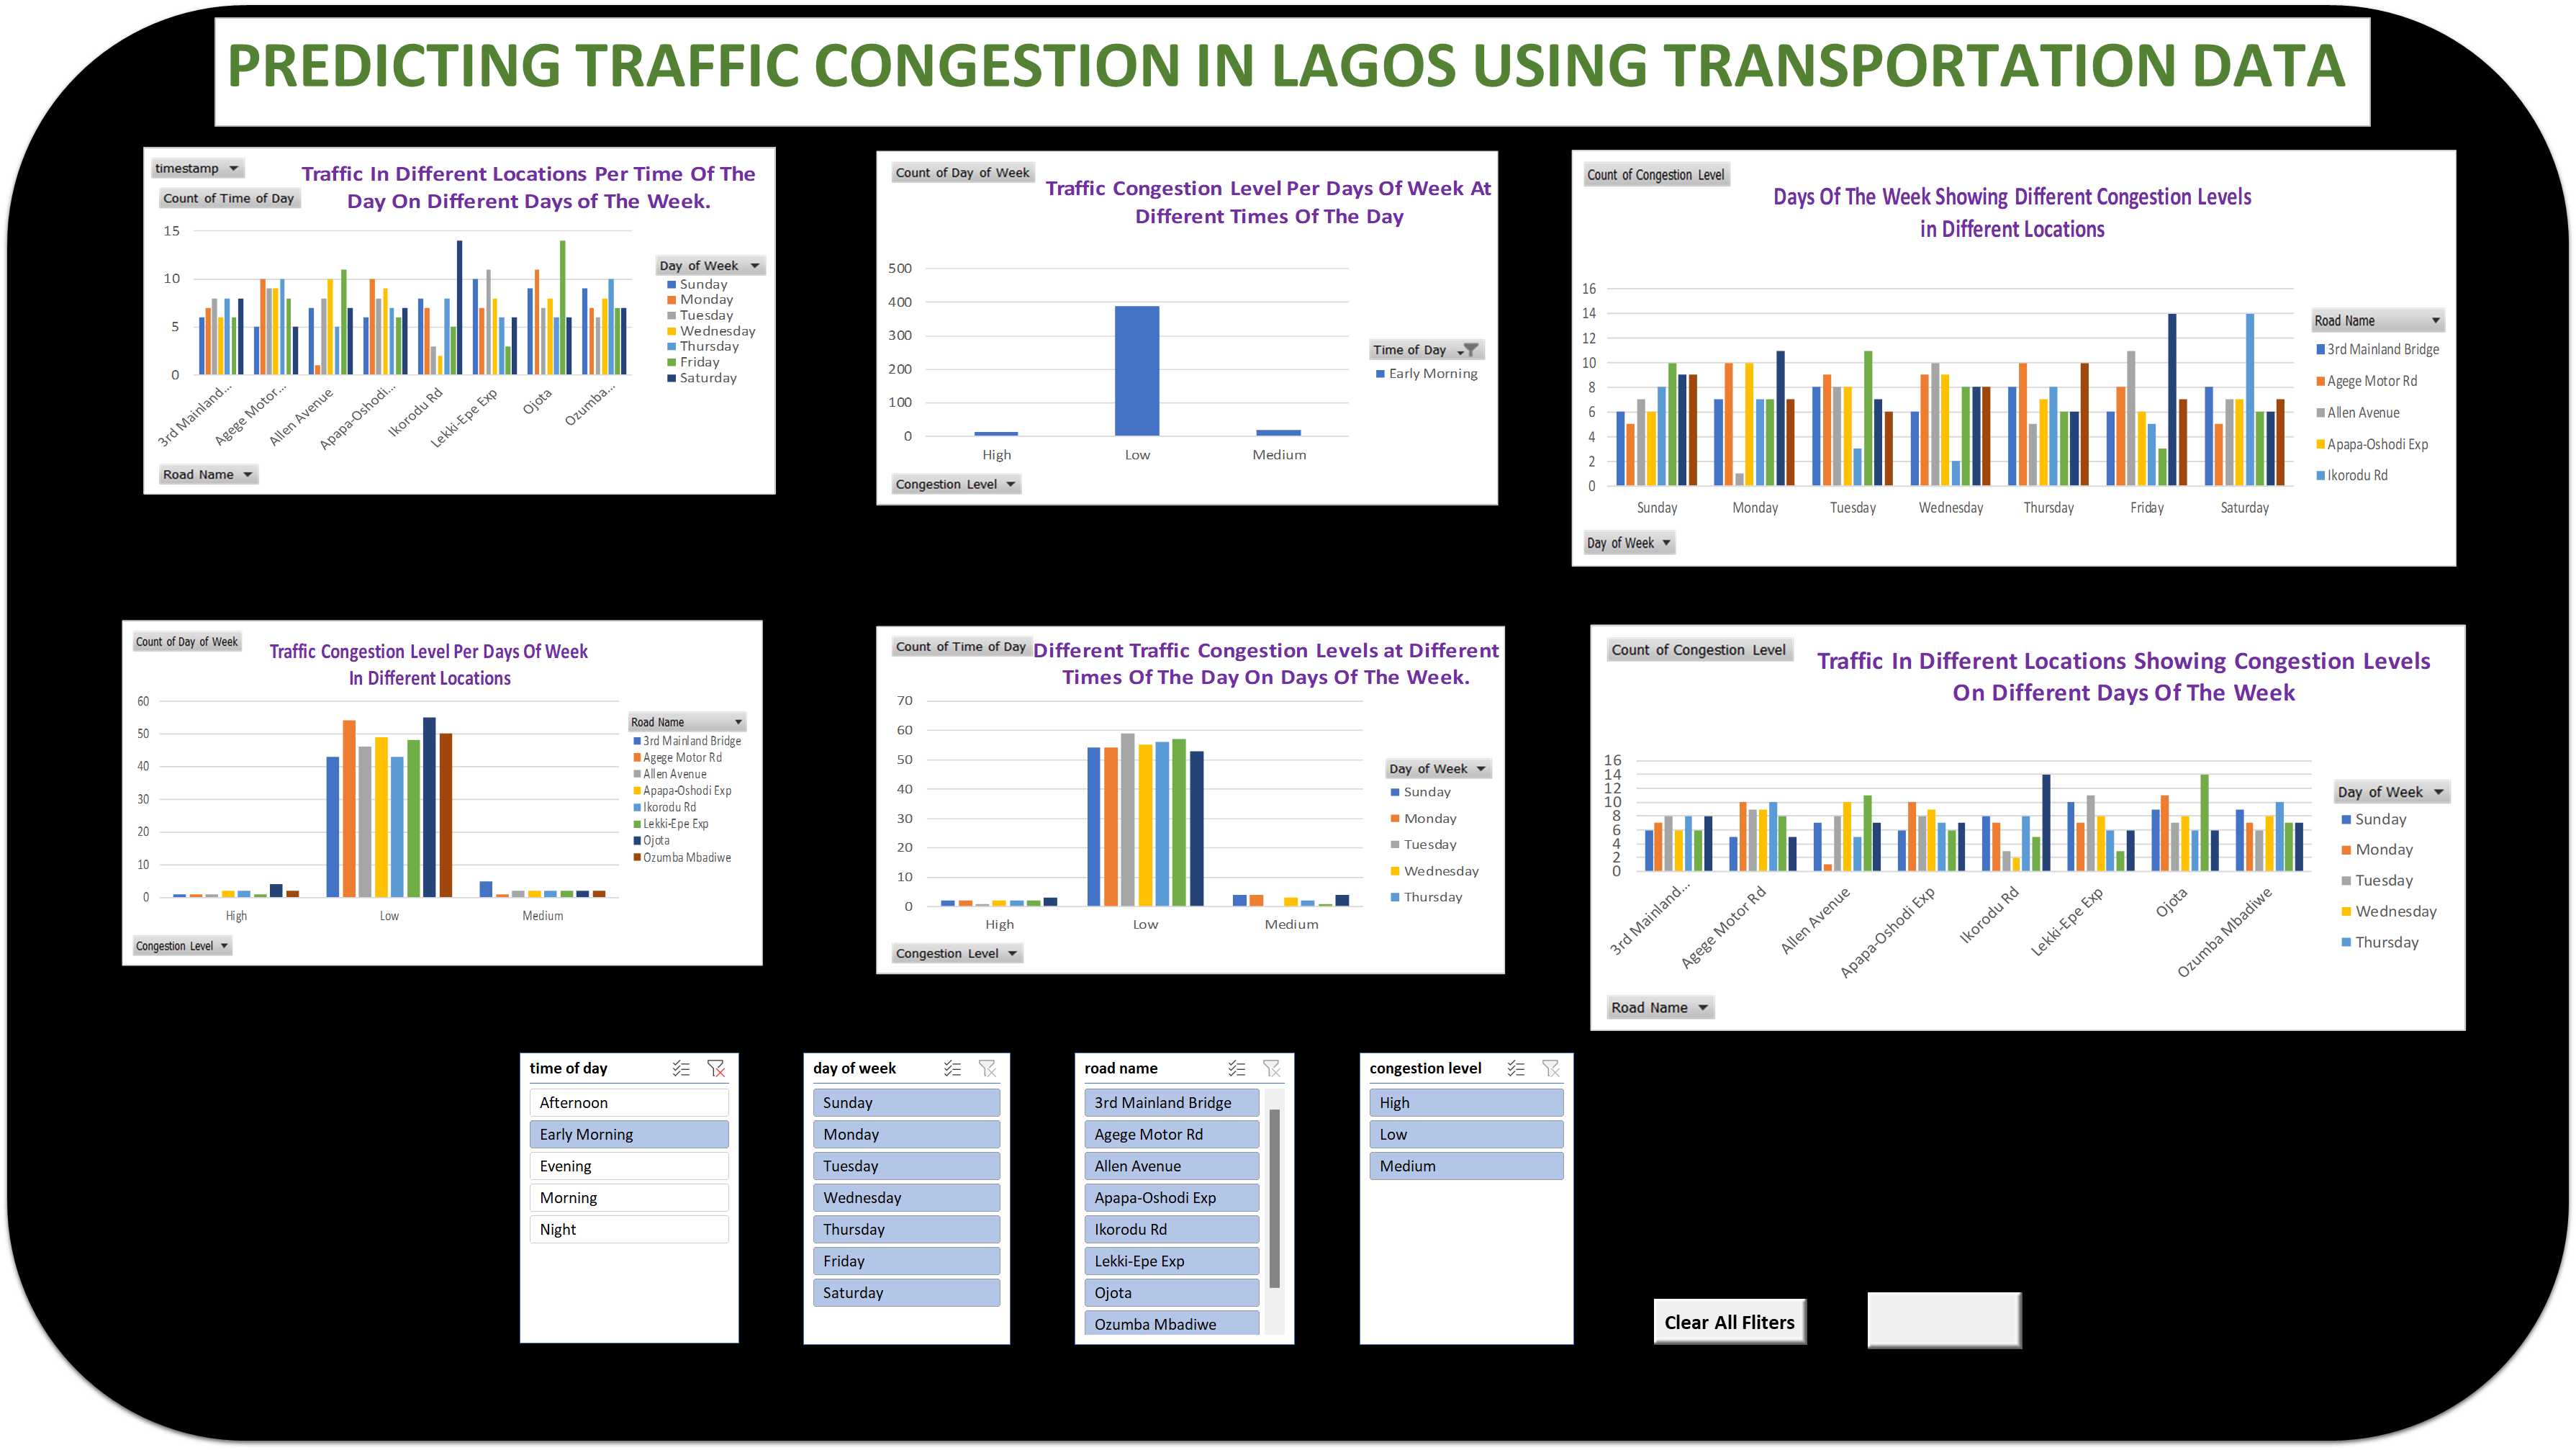 PREDICTING TRAFFIC CONGESTION IN LAGOS USING TRANSPORTATION DATA
timestamp
Count of Time of Day
Traffic In Different Locations Per Time Of The
Day On Different Days of The Week.
15
10
5
0
3rd Mainland...
Agege Motor...
Allen Avenue
Apapa-Oshodi...
Ikorodu Rd
Lekki-Epe Exp
Ojota
Ozumba...
Day of Week
Sunday
Monday
Tuesday
Wednesday
Thursday
Friday
Saturday
Road Name
Count of Day of Week
Traffic Congestion Level Per Days Of Week At
Different Times Of The Day
500
400
300
200
100
0
High
Low
Medium
Time of Day
Early Morning
Congestion Level
Count of Congestion Level
Days Of The Week Showing Different Congestion Levels
in Different Locations
16
14
12
10
8
6
4
2
0
Sunday
Monday
Tuesday
Wednesday
Thursday
Friday
Saturday
Road Name
3rd Mainland Bridge
Agege Motor Rd
Allen Avenue
Apapa-Oshodi Exp
Ikorodu Rd
Day of Week
Count of Day of Week
Traffic Congestion Level Per Days Of Week
In Different Locations
60
50
40
30
20
10
0
High
Low
Medium
Road Name
3rd Mainland Bridge
Agege Motor Rd
Allen Avenue
Apapa-Oshodi Exp
Ikorodu Rd
Lekki-Epe Exp
Ojota
Ozumba Mbadiwe
Congestion Level
Count of Time of Day
Different Traffic Congestion Levels at Different
Times Of The Day On Days Of The Week.
70
60
50
40
30
20
10
0
High
Low
Medium
Day of Week
Sunday
Monday
Tuesday
Wednesday
Thursday
Congestion Level
Count of Congestion Level
Traffic In Different Locations Showing Congestion Levels
On Different Days Of The Week
16
14
12
10
8
6
4
2
0
3rd Mainland...
Agege Motor Rd
Allen Avenue
Apapa-Oshodi Exp
Ikorodu Rd
Lekki-Epe Exp
Ojota
Ozumba Mbadiwe
Day of Week
Sunday
Monday
Tuesday
Wednesday
Thursday
Road Name
time of day
Afternoon
Early Morning
Evening
Morning
Night
day of week
Sunday
Monday
Tuesday
Wednesday
Thursday
Friday
Saturday
road name
3rd Mainland Bridge
Agege Motor Rd
Allen Avenue
Apapa-Oshodi Exp
Ikorodu Rd
Lekki-Epe Exp
Ojota
Ozumba Mbadiwe
congestion level
High
Low
Medium
Clear All Fliters